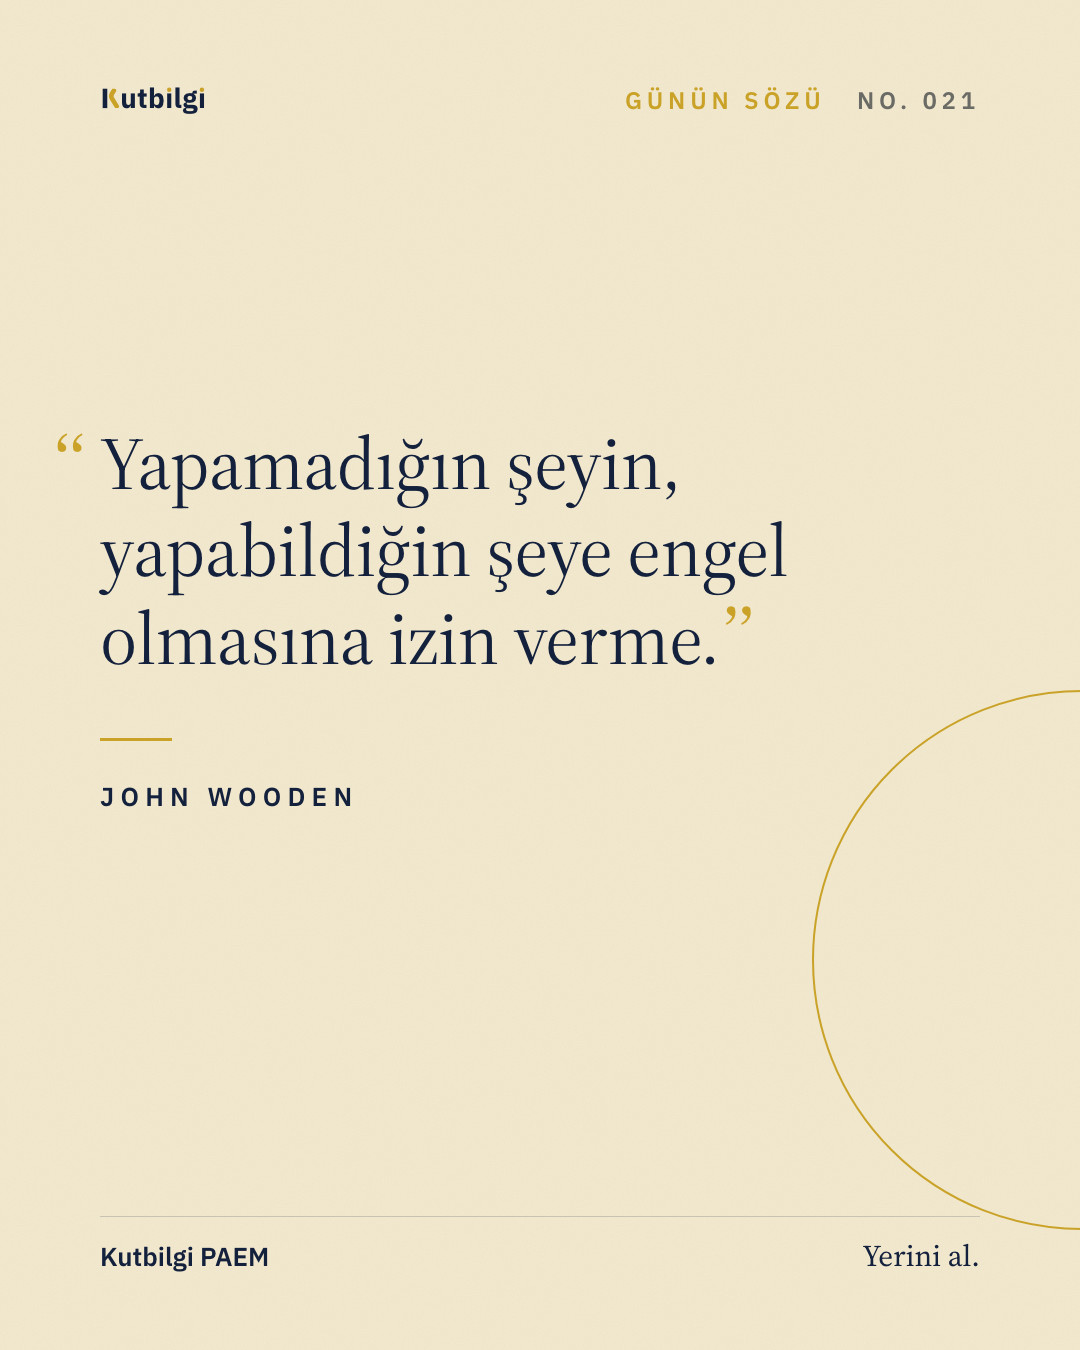 Kutbilgi
GÜNÜN SÖZÜ NO. 021
“Yapamadığın şeyin,
yapabildiğin şeye engel
olmasına izin verme.”
JOHN WOODEN
Kutbilgi PAEM
Yerini al.